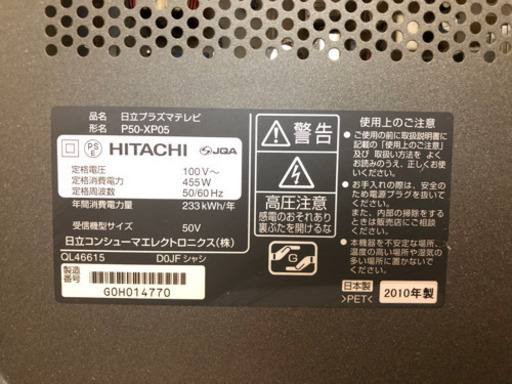 品名 日立プラズマテレビ
形名 P50-XP05
PS E HITACHI JQA
定格電圧 100V～
定格消費電力 455W
定格周波数 50/60Hz
年間消費電力量 233kWh/年
受信機型サイズ 50V
日立コンシューマエレクトロニクス(株)
QL46615 D0JFシャシ
製造番号 G0H014770
警告
高圧注意
感電のおそれあり
裏ぶたを開けるな
G
使用上のご注意
●ご使用の前に取扱説明書に
記載の「使用上のご注意」
及び 取扱い方法を よく
お読みのうえ、正しくお使
いください。
●お手入れの際は、安全のた
め電源プラグを抜いてくだ
さい。
また、内部の掃除をすると
きは販売店にご相談くださ
い。
●本機器を不安定な場所、
温度の高い場所や湿気の
多い場所に置かないで
ください。
日本製
>PET<
2010年製